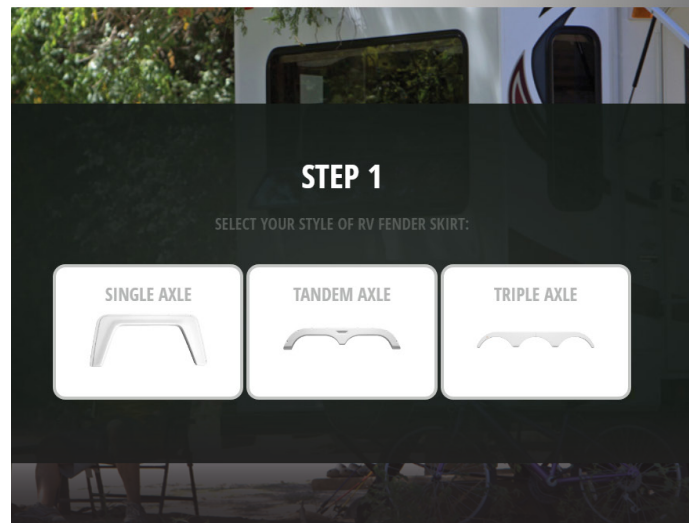 STEP 1
SELECT YOUR STYLE OF RV FENDER SKIRT:
SINGLE AXLE
TANDEM AXLE
TRIPLE AXLE